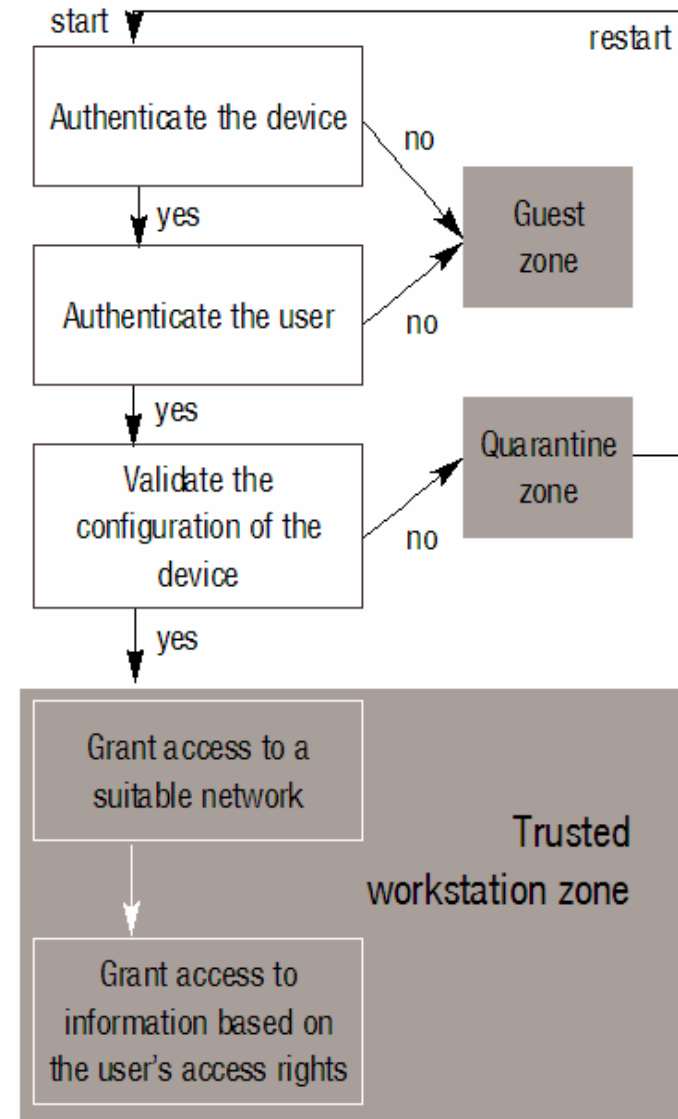 start
restart
Authenticate the device
no
yes
Guest
zone
Authenticate the user
no
yes
Quarantine
zone
Validate the
configuration of the
device
no
yes
Grant access to a
suitable network
Trusted
workstation zone
Grant access to
information based on
the user's access rights